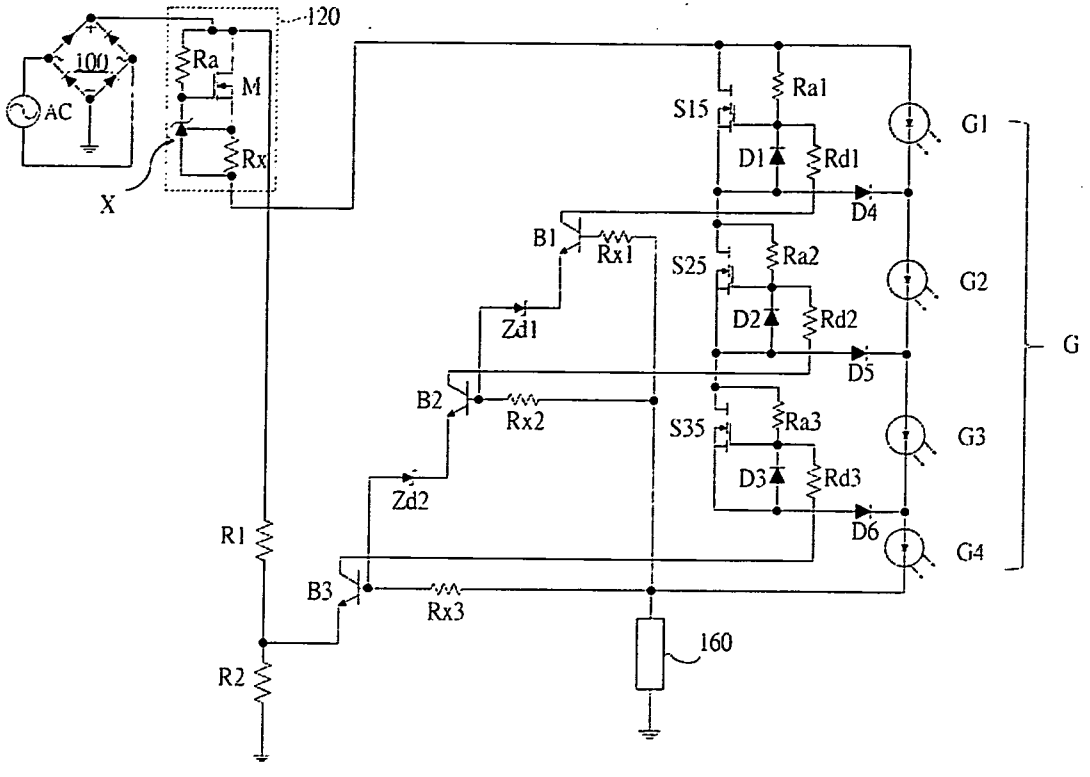 120
+
Ra
~
100
~
M
AC
−
Rx
X
Ra1
S15
G1
D1
Rd1
D4
B1
Rx1
Ra2
S25
G2
D2
Rd2
Zd1
D5
G
B2
Rx2
Ra3
S35
G3
D3
Rd3
Zd2
D6
R1
G4
B3
Rx3
160
R2